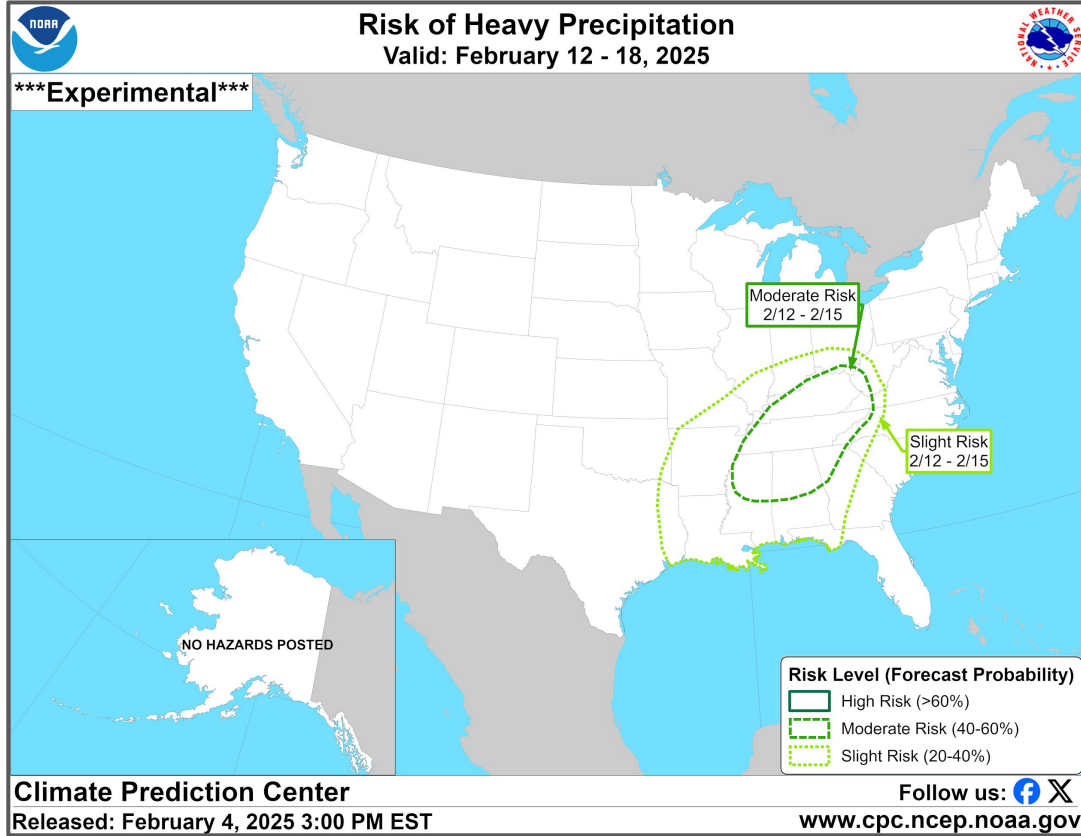 NOAA
Risk of Heavy Precipitation
Valid: February 12 - 18, 2025
NATIONAL WEATHER SERVICE
***Experimental***
Moderate Risk
2/12 - 2/15
Slight Risk
2/12 - 2/15
NO HAZARDS POSTED
Risk Level (Forecast Probability)
High Risk (>60%)
Moderate Risk (40-60%)
Slight Risk (20-40%)
Climate Prediction Center
Follow us:
Released: February 4, 2025 3:00 PM EST
www.cpc.ncep.noaa.gov